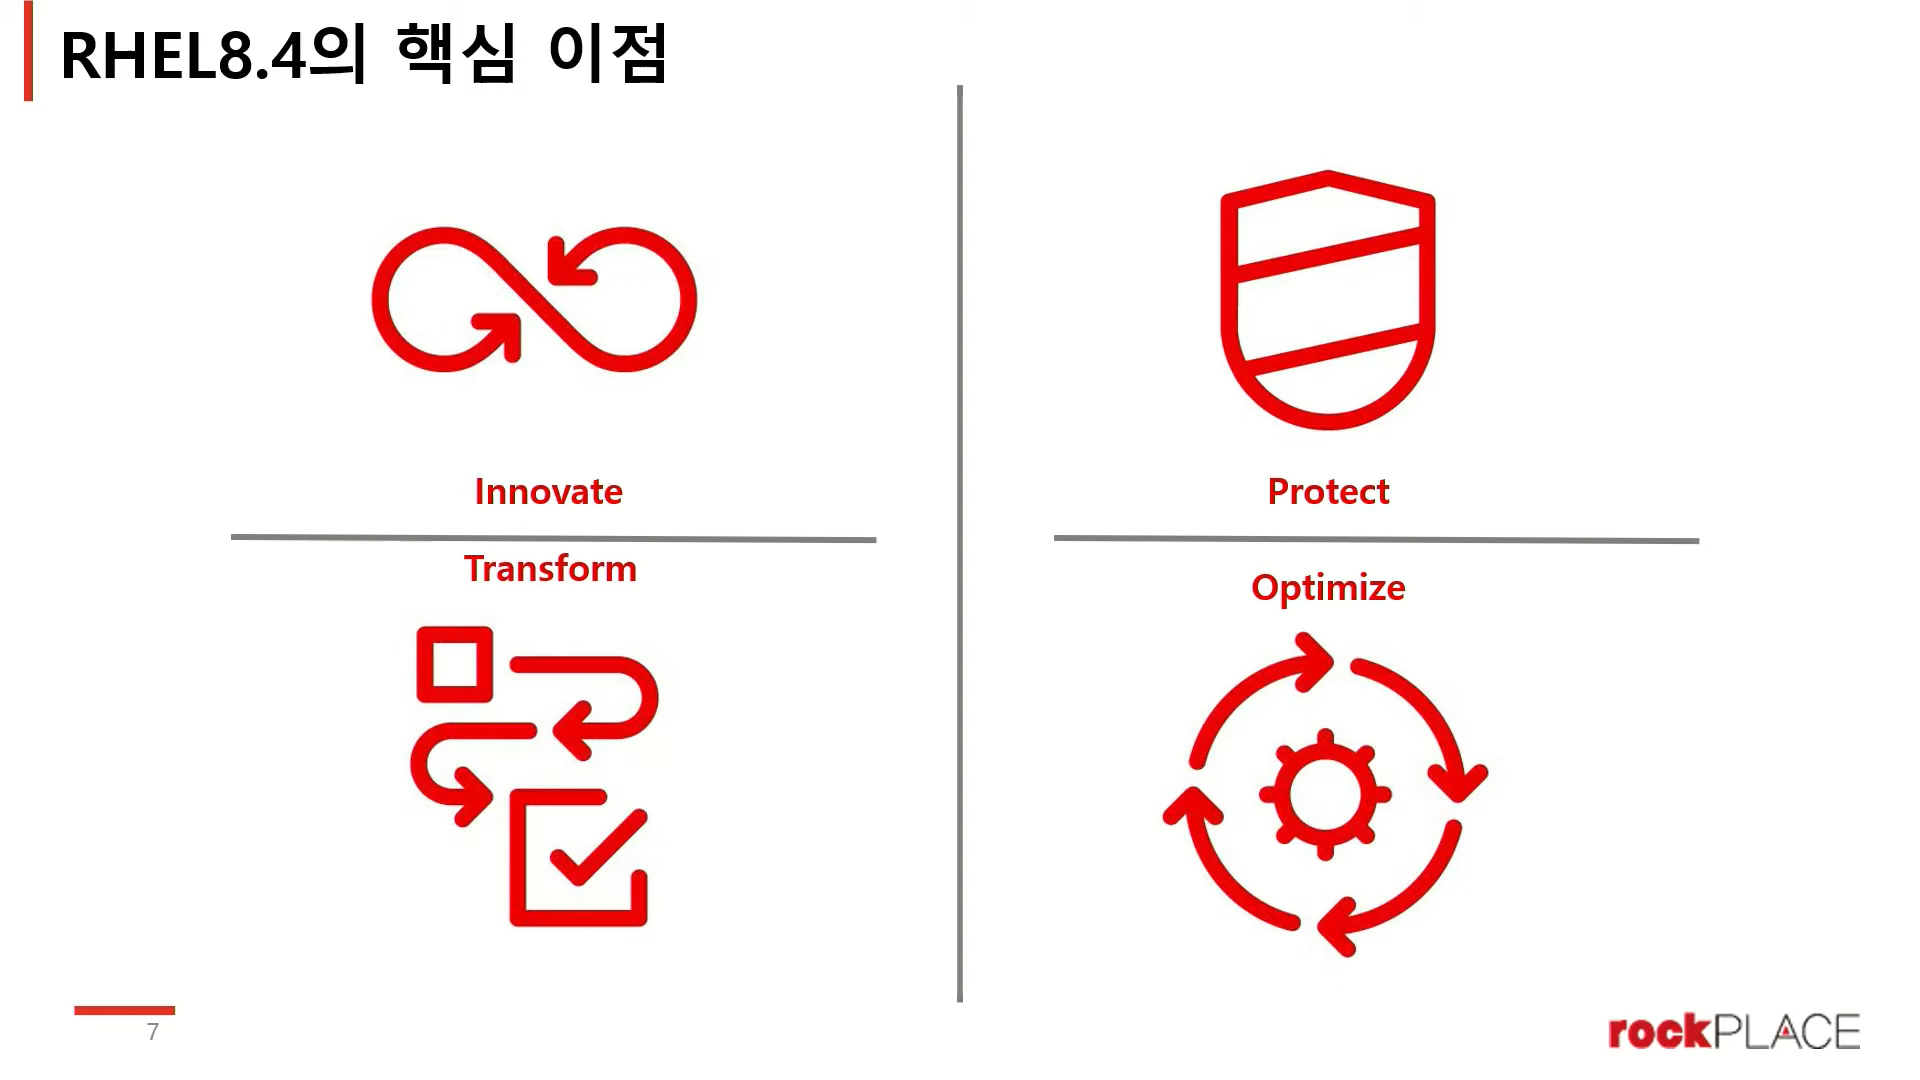 RHEL8.4의 핵심 이점
Innovate
Protect
Transform
Optimize
7
rockPLACE